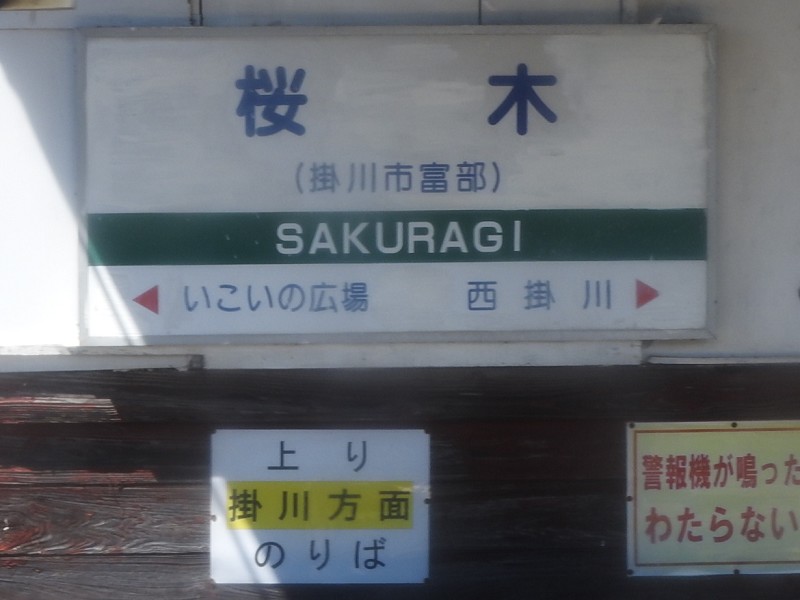 桜木
(掛川市富部)
SAKURAGI
◀ いこいの広場 西掛川 ▶
上り
掛川方面
のりば
警報機が鳴った
わたらない